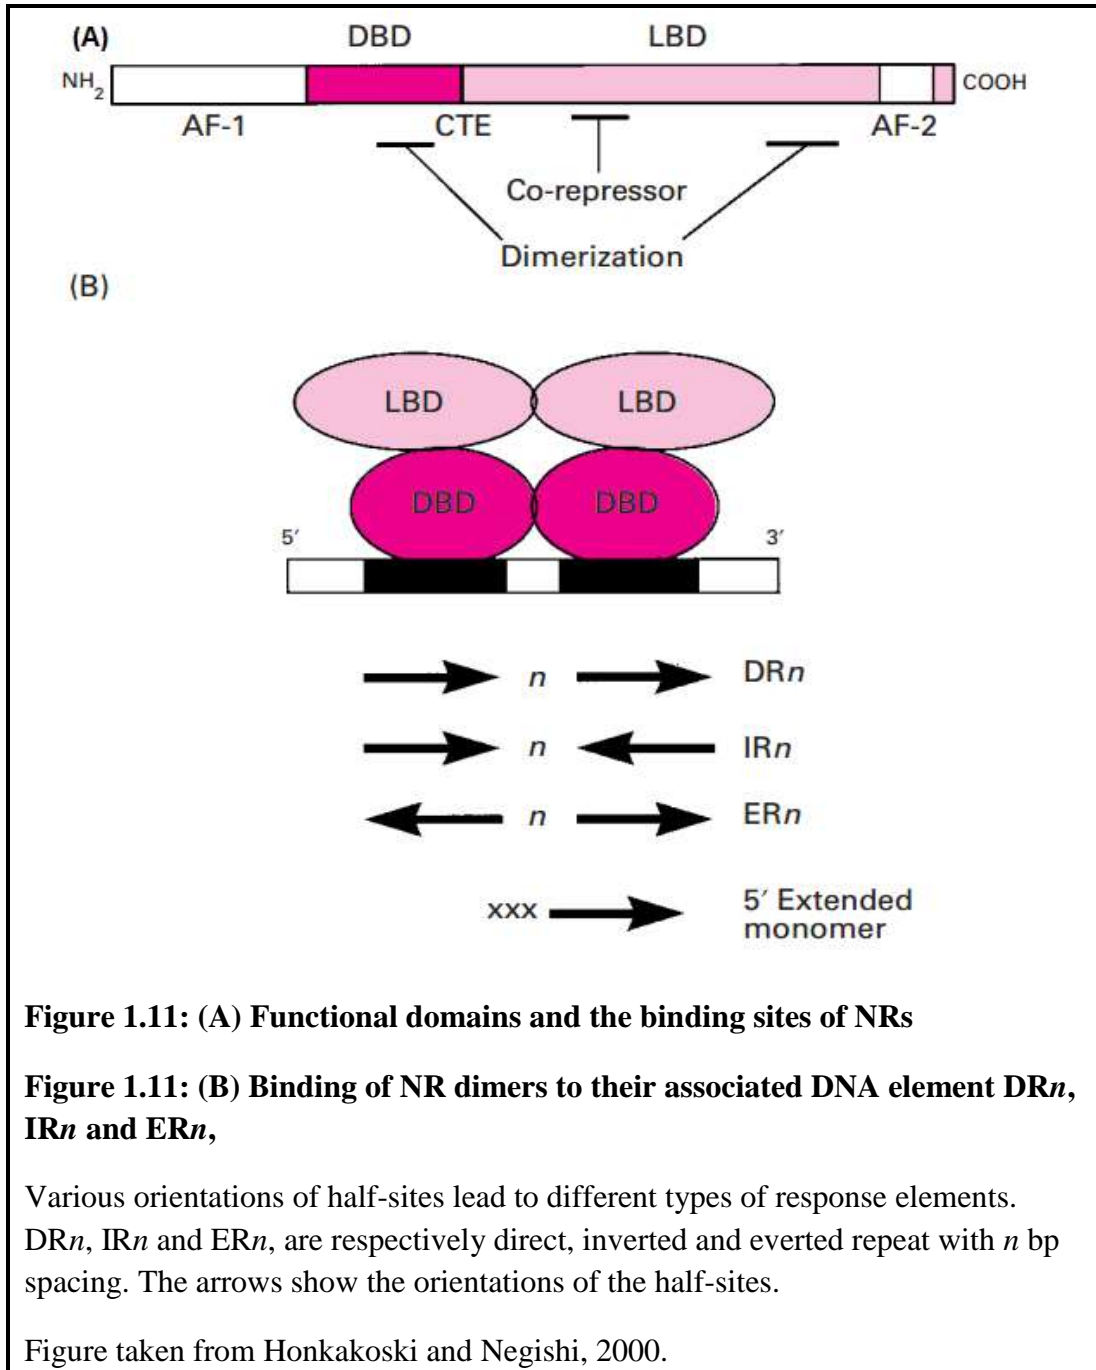 (A) DBD LBD
NH2 COOH
AF-1 CTE AF-2
Co-repressor
Dimerization
(B)
LBD LBD
DBD DBD
5′ 3′
n DRn
n IRn
n ERn
xxx 5′ Extended
monomer
Figure 1.11: (A) Functional domains and the binding sites of NRs
Figure 1.11: (B) Binding of NR dimers to their associated DNA element DRn,
IRn and ERn,
Various orientations of half-sites lead to different types of response elements.
DRn, IRn and ERn, are respectively direct, inverted and everted repeat with n bp
spacing. The arrows show the orientations of the half-sites.
Figure taken from Honkakoski and Negishi, 2000.